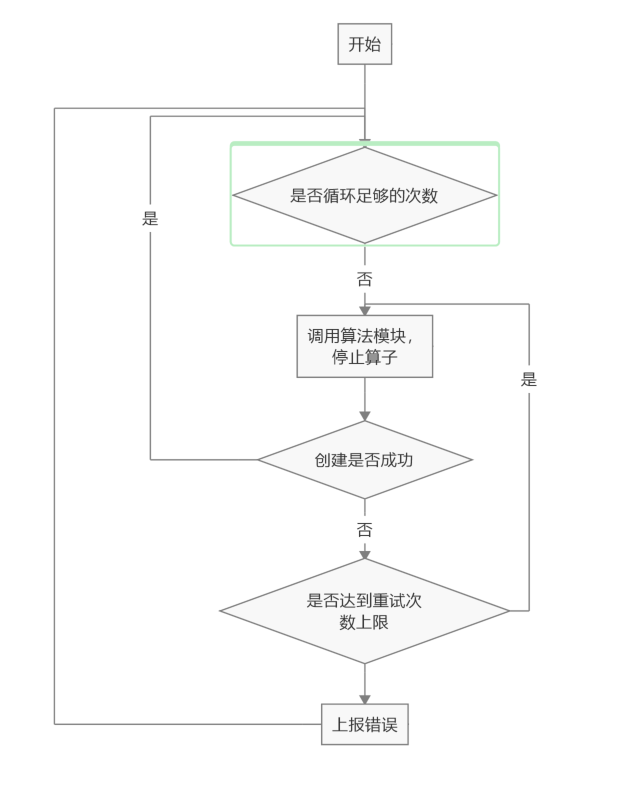 开始
是否循环足够的次数
是
否
调用算法模块，
停止算子
是
创建是否成功
否
是否达到重试次
数上限
上报错误